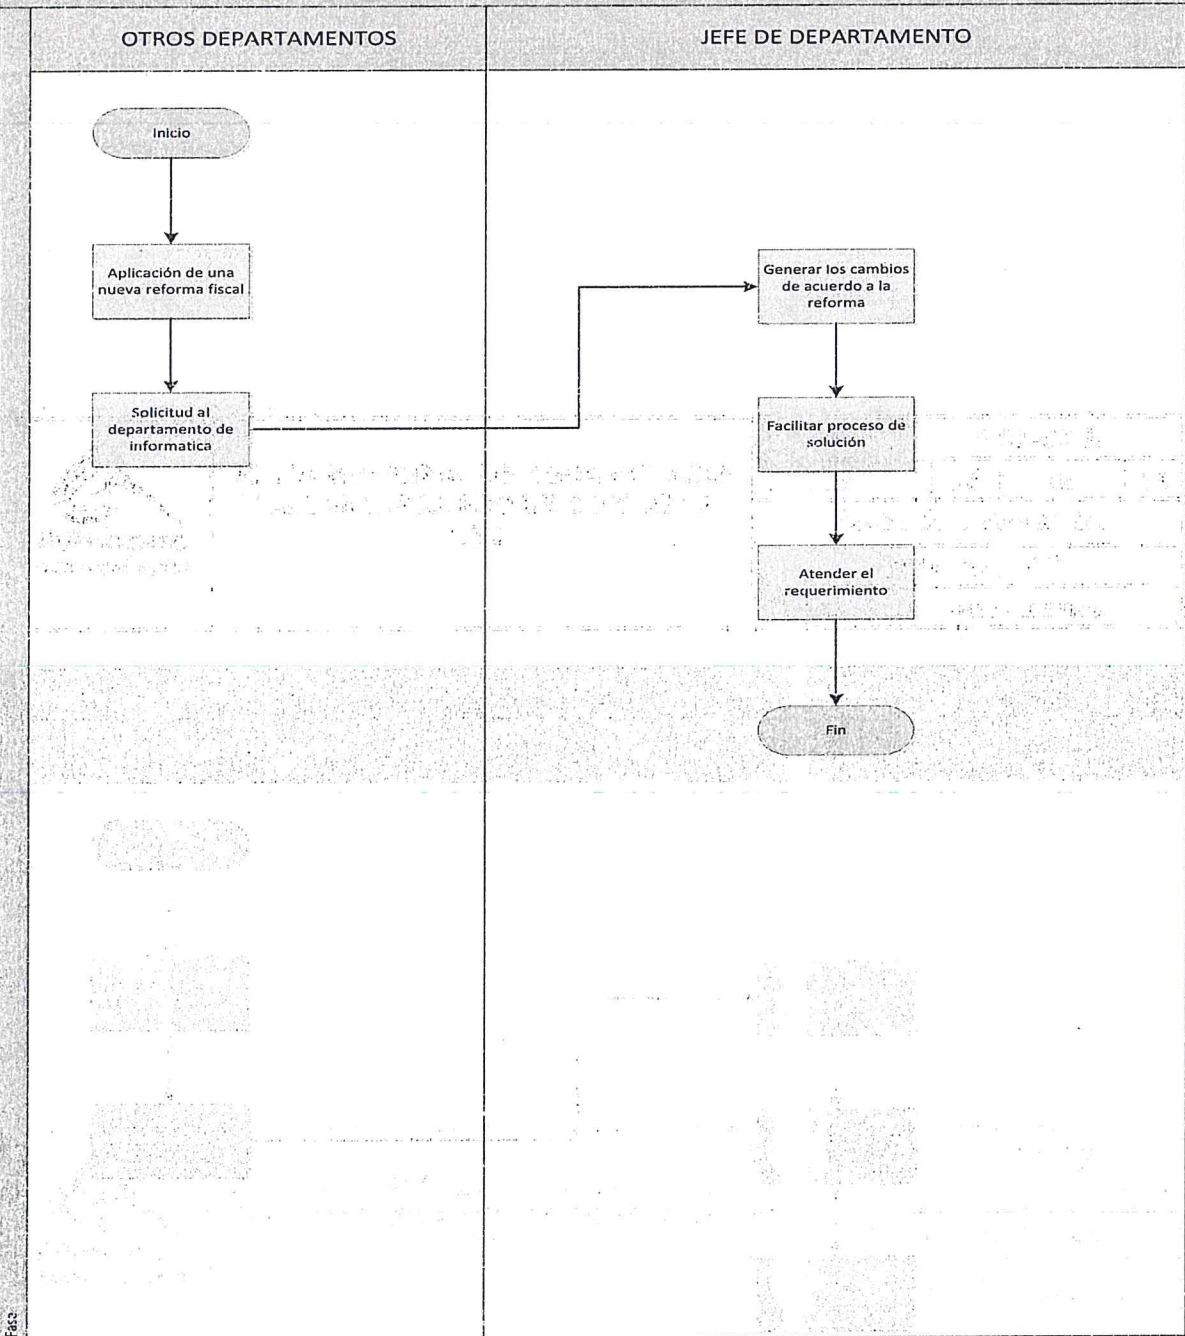 OTROS DEPARTAMENTOS
JEFE DE DEPARTAMENTO
Inicio
Aplicación de una
nueva reforma fiscal
Solicitud al
departamento de
informatica
Generar los cambios
de acuerdo a la
reforma
Facilitar proceso de
solución
Atender el
requerimiento
Fin
Fase